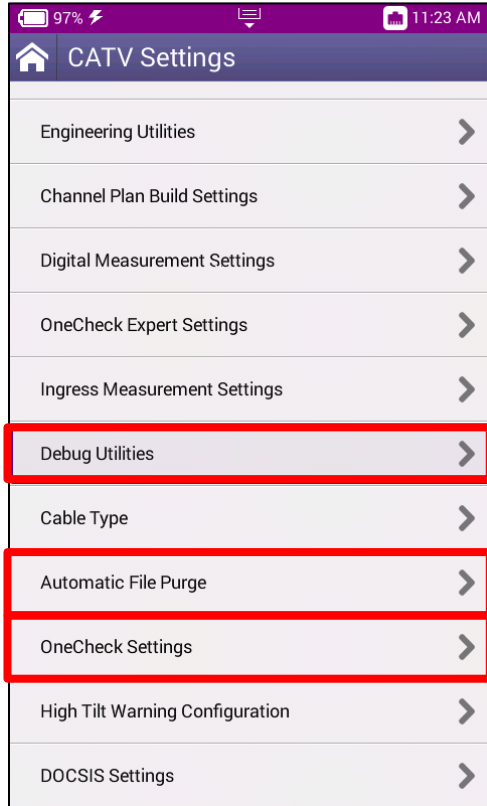 97% 11:23 AM
CATV Settings
Engineering Utilities
Channel Plan Build Settings
Digital Measurement Settings
OneCheck Expert Settings
Ingress Measurement Settings
Debug Utilities
Cable Type
Automatic File Purge
OneCheck Settings
High Tilt Warning Configuration
DOCSIS Settings